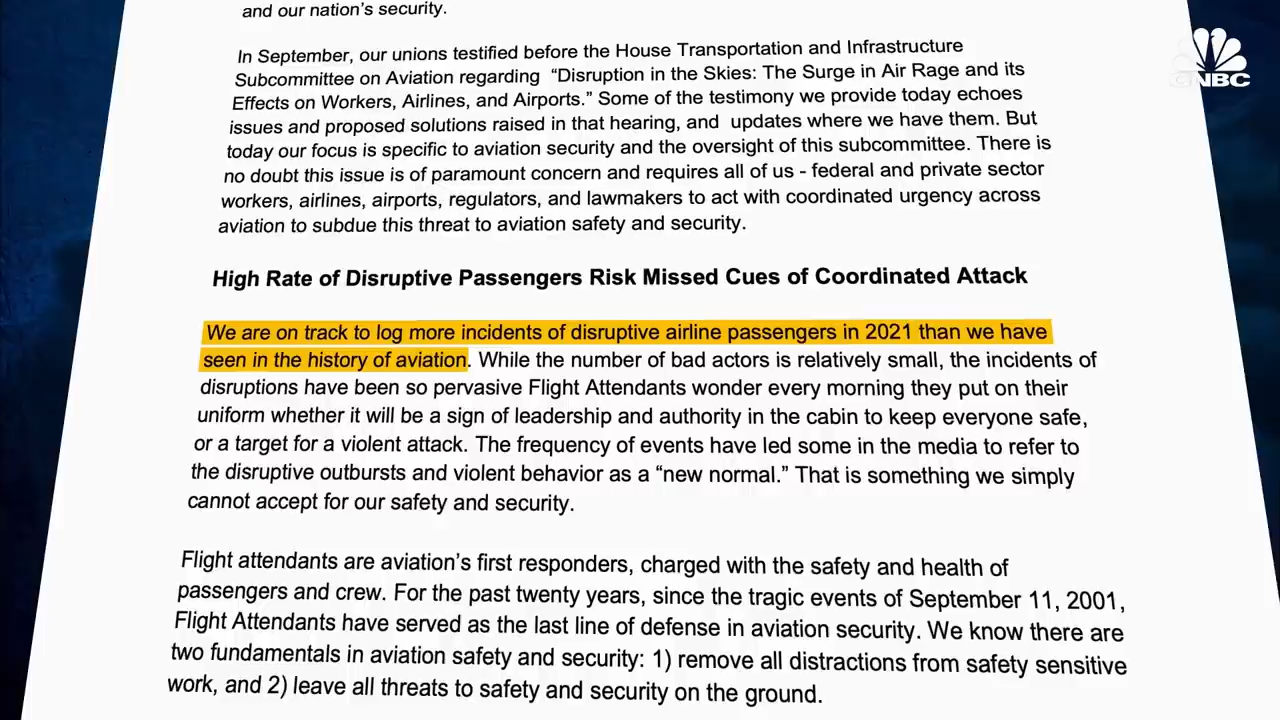 and our nation's security.
CNBC
In September, our unions testified before the House Transportation and Infrastructure
Subcommittee on Aviation regarding “Disruption in the Skies: The Surge in Air Rage and its
Effects on Workers, Airlines, and Airports.” Some of the testimony we provide today echoes
issues and proposed solutions raised in that hearing, and updates where we have them. But
today our focus is specific to aviation security and the oversight of this subcommittee. There is
no doubt this issue is of paramount concern and requires all of us - federal and private sector
workers, airlines, airports, regulators, and lawmakers to act with coordinated urgency across
aviation to subdue this threat to aviation safety and security.
High Rate of Disruptive Passengers Risk Missed Cues of Coordinated Attack
We are on track to log more incidents of disruptive airline passengers in 2021 than we have
seen in the history of aviation. While the number of bad actors is relatively small, the incidents of
disruptions have been so pervasive Flight Attendants wonder every morning they put on their
uniform whether it will be a sign of leadership and authority in the cabin to keep everyone safe,
or a target for a violent attack. The frequency of events have led some in the media to refer to
the disruptive outbursts and violent behavior as a “new normal.” That is something we simply
cannot accept for our safety and security.
Flight attendants are aviation’s first responders, charged with the safety and health of
passengers and crew. For the past twenty years, since the tragic events of September 11, 2001,
Flight Attendants have served as the last line of defense in aviation security. We know there are
two fundamentals in aviation safety and security: 1) remove all distractions from safety sensitive
work, and 2) leave all threats to safety and security on the ground.